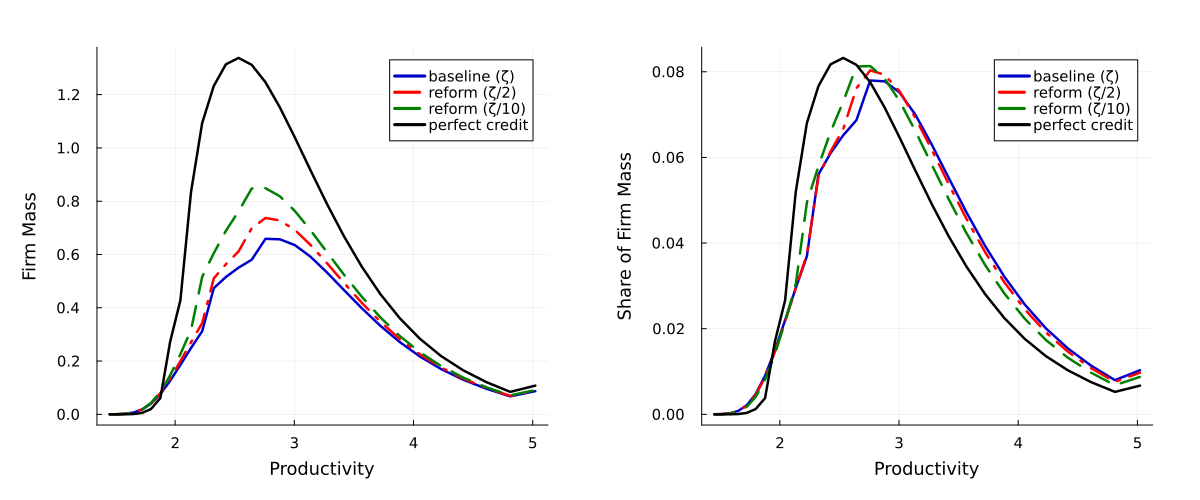 Firm Mass
1.2
1.0
0.8
0.6
0.4
0.2
0.0
baseline (ζ)
reform (ζ/2)
reform (ζ/10)
perfect credit
2 3 4 5
Productivity
Share of Firm Mass
0.08
0.06
0.04
0.02
0.00
baseline (ζ)
reform (ζ/2)
reform (ζ/10)
perfect credit
2 3 4 5
Productivity